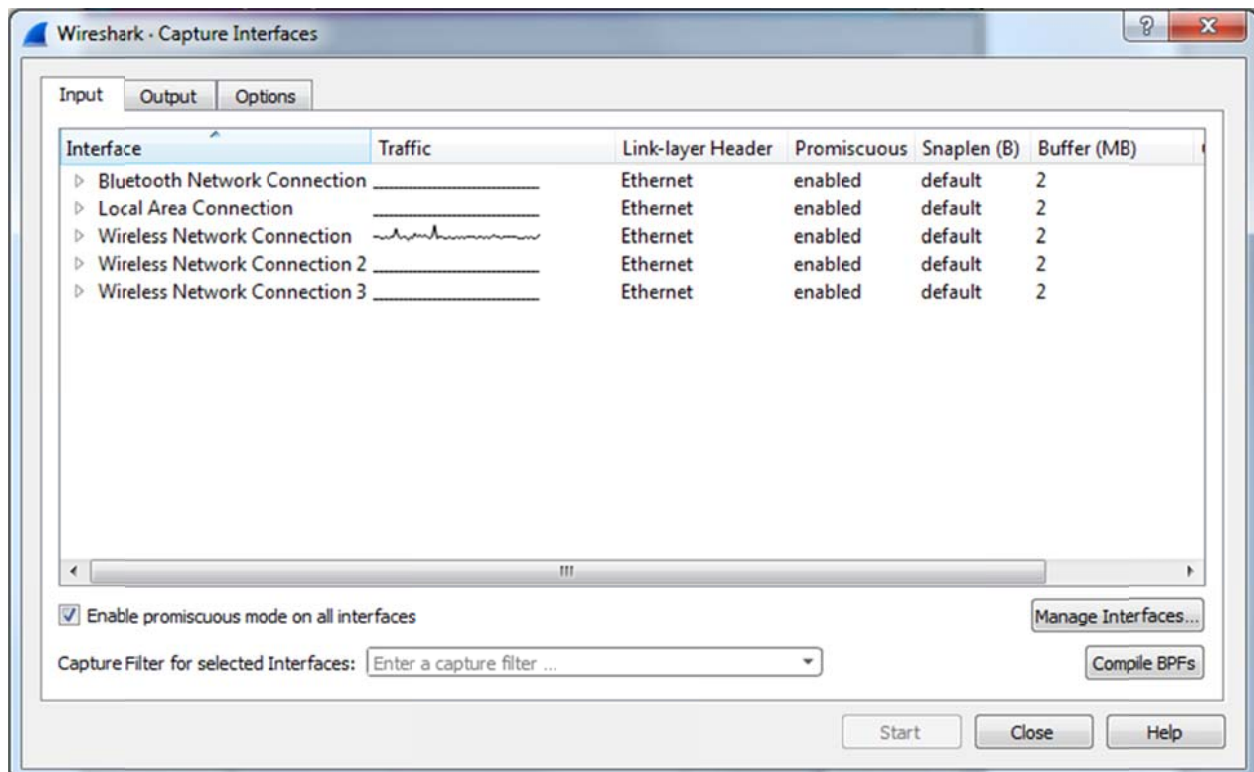 Wireshark · Capture Interfaces
Input Output Options
Interface Traffic Link-layer Header Promiscuous Snaplen (B) Buffer (MB)
Bluetooth Network Connection Ethernet enabled default 2
Local Area Connection Ethernet enabled default 2
Wireless Network Connection Ethernet enabled default 2
Wireless Network Connection 2 Ethernet enabled default 2
Wireless Network Connection 3 Ethernet enabled default 2
Enable promiscuous mode on all interfaces Manage Interfaces...
Capture Filter for selected Interfaces: Enter a capture filter ... Compile BPFs
Start Close Help